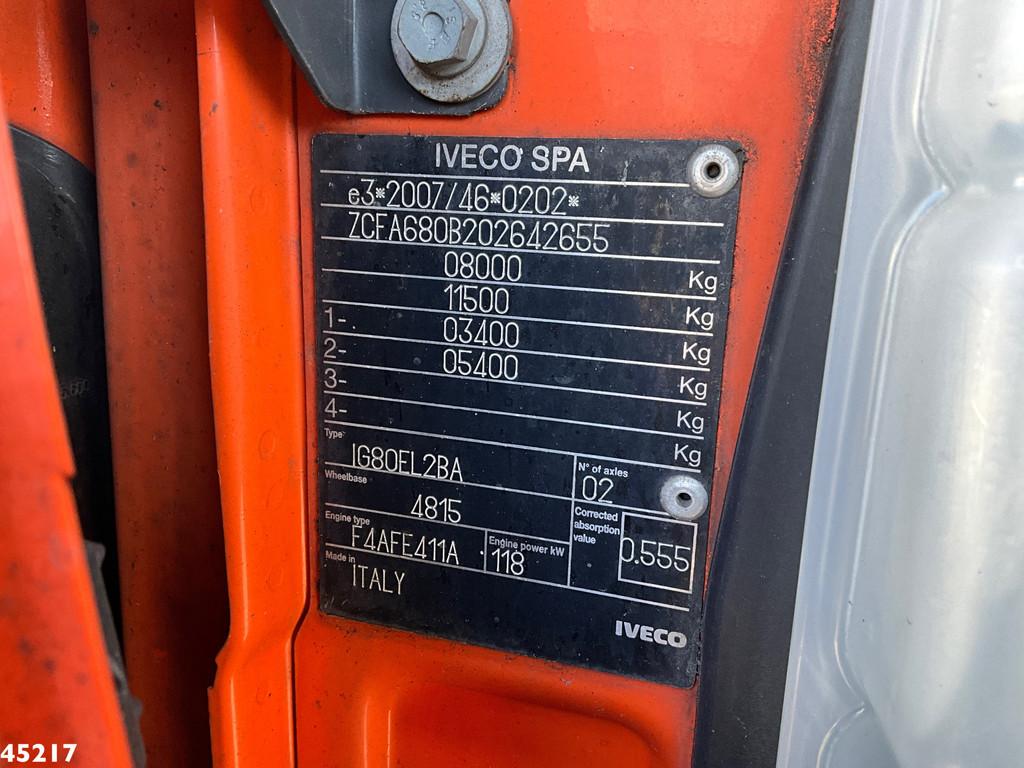 IVECO SPA
e3*2007/46*0202*
ZCFA680B202642655
08000 Kg
11500 Kg
1- 03400 Kg
2- 05400 Kg
3- Kg
4- Kg
Type IG80EL2BA N° of axles 02
Wheelbase 4815
Corrected absorption value 0.555
Engine type F4AFE411A Engine power kW 118
Made in ITALY
IVECO
45217